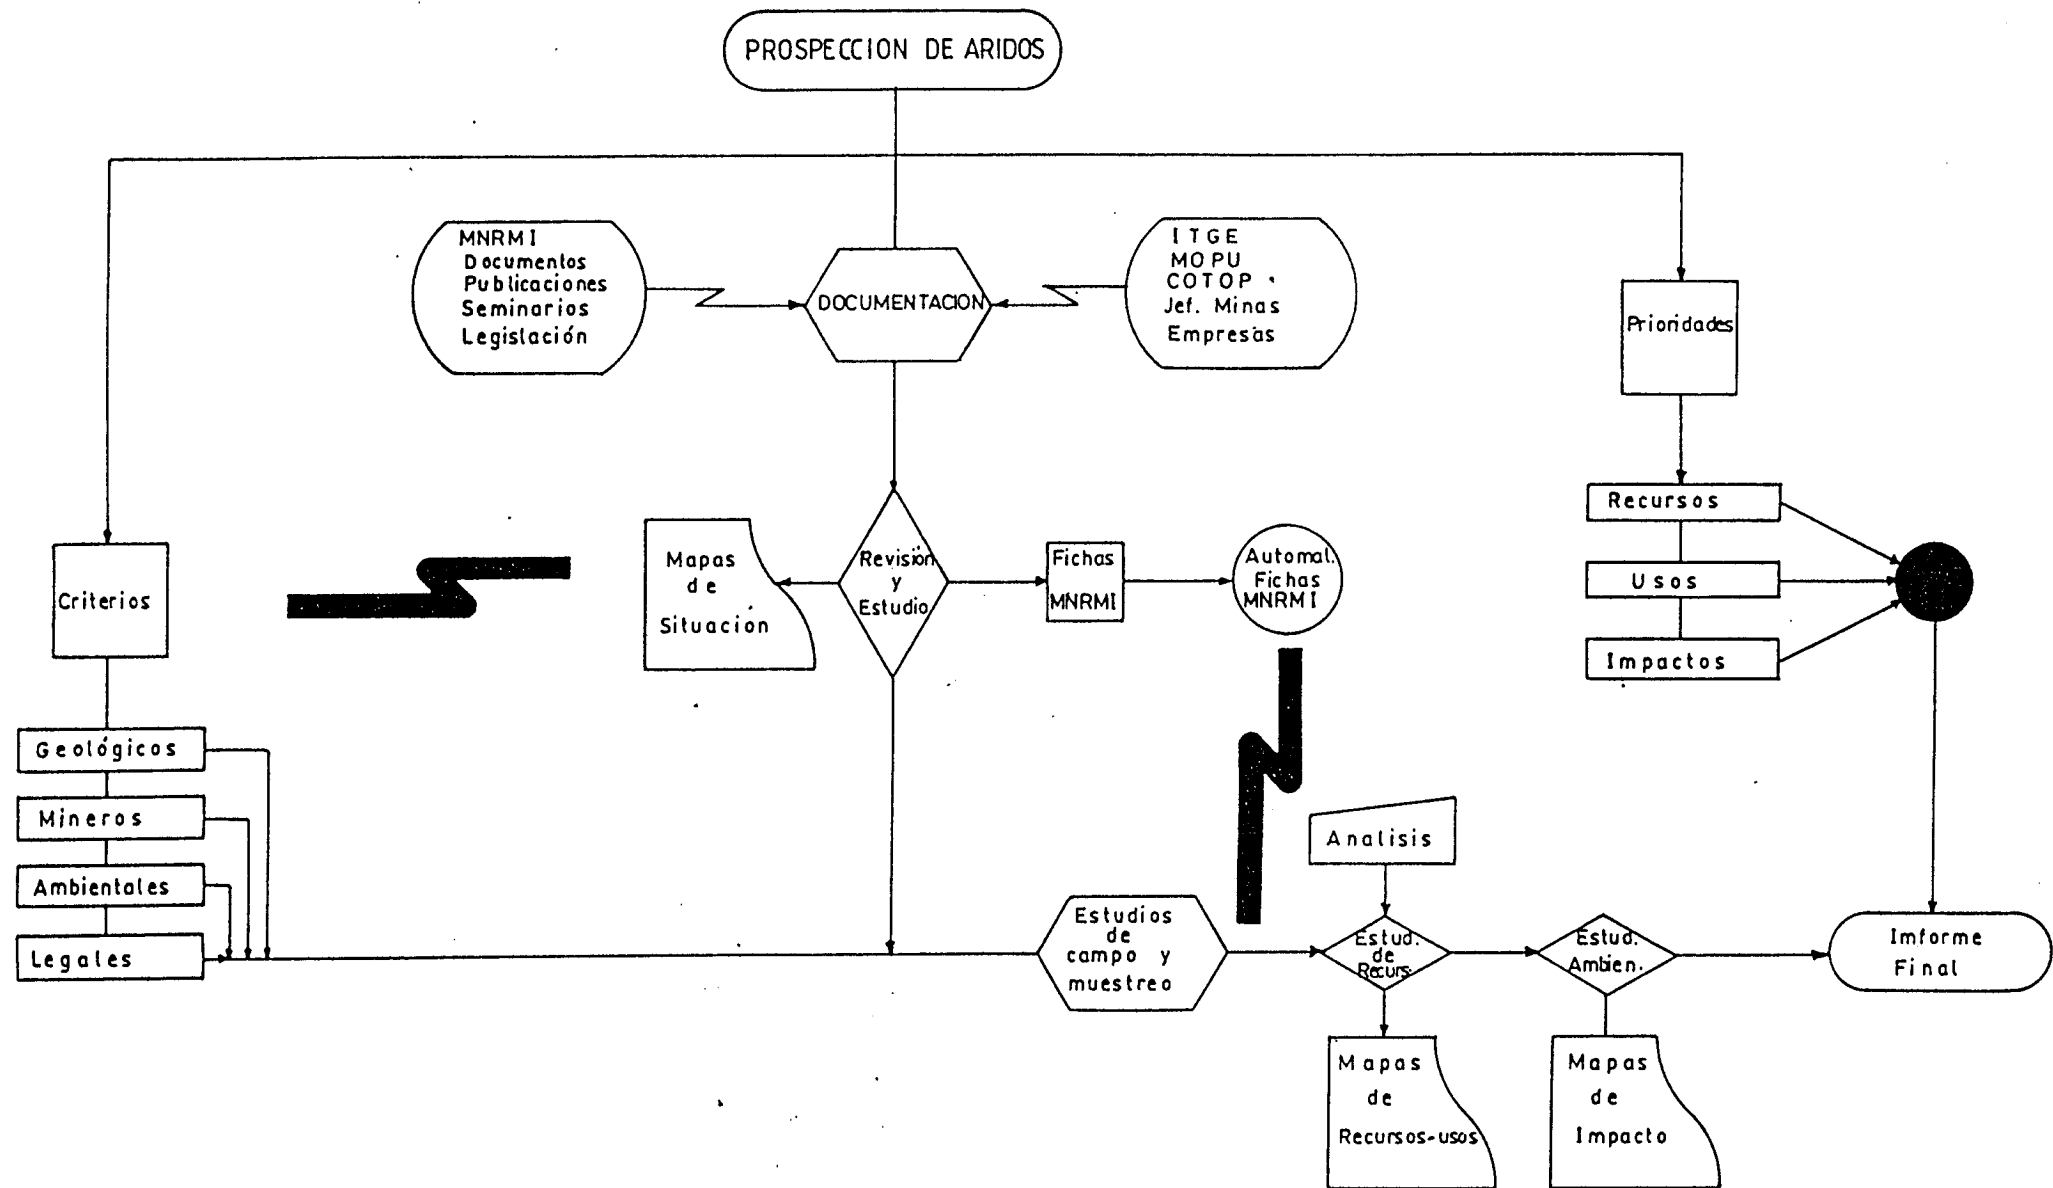 PROSPECCION DE ARIDOS
MNRMI
Documentos
Publicaciones
Seminarios
Legislación
DOCUMENTACION
ITGE
MOPU
COTOP
Jef. Minas
Empresas
Prioridades
Recursos
Usos
Impactos
Criterios
Geológicos
Mineros
Ambientales
Legales
Mapas
de
Situación
Revisión
y
Estudio
Fichas
MNRMI
Automat.
Fichas
MNRMI
Analisis
Estudios
de
campo y
muestreo
Estud.
de
Recurs.
Estud.
Ambien.
Imforme
Final
Mapas
de
Recursos-usos
Mapas
de
Impacto